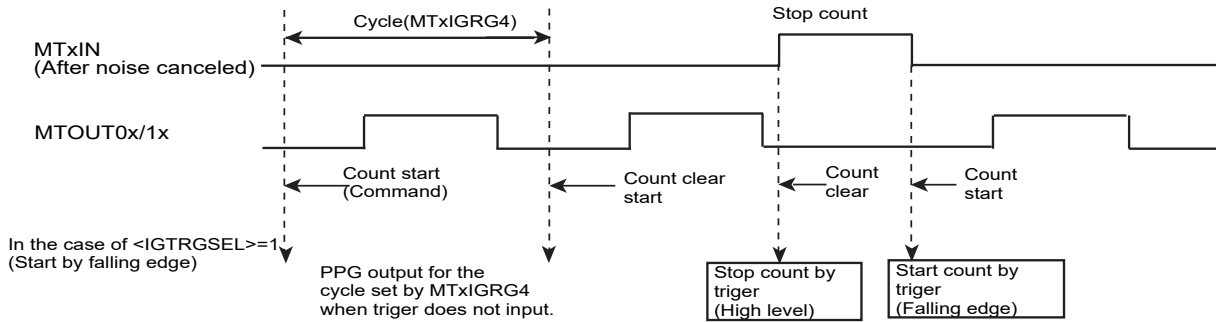 Cycle(MTxIGRG4)
Stop count
MTxIN
(After noise canceled)
MTOUT0x/1x
Count start
(Command)
Count clear
start
Count
clear
Count
start
In the case of <IGTRGSEL>=1
(Start by falling edge)
PPG output for the
cycle set by MTxIGRG4
when triger does not input.
Stop count by
triger
(High level)
Start count by
triger
(Falling edge)